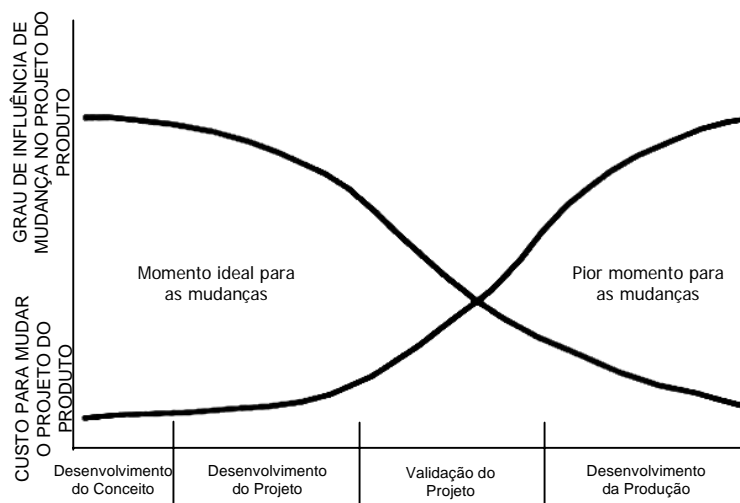 GRAU DE INFLUÊNCIA DE
MUDANÇA NO PROJETO DO
PRODUTO
CUSTO PARA MUDAR
O PROJETO DO
PRODUTO
Momento ideal para
as mudanças
Pior momento para
as mudanças
Desenvolvimento
do Conceito
Desenvolvimento
do Projeto
Validação do
Projeto
Desenvolvimento
da Produção